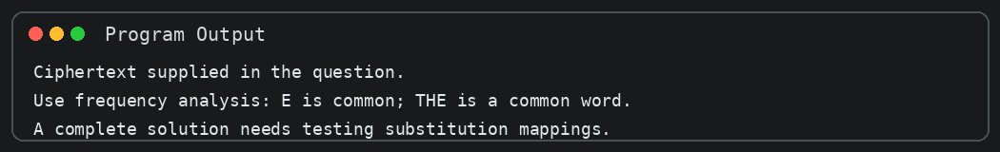 Program Output
Ciphertext supplied in the question.
Use frequency analysis: E is common; THE is a common word.
A complete solution needs testing substitution mappings.